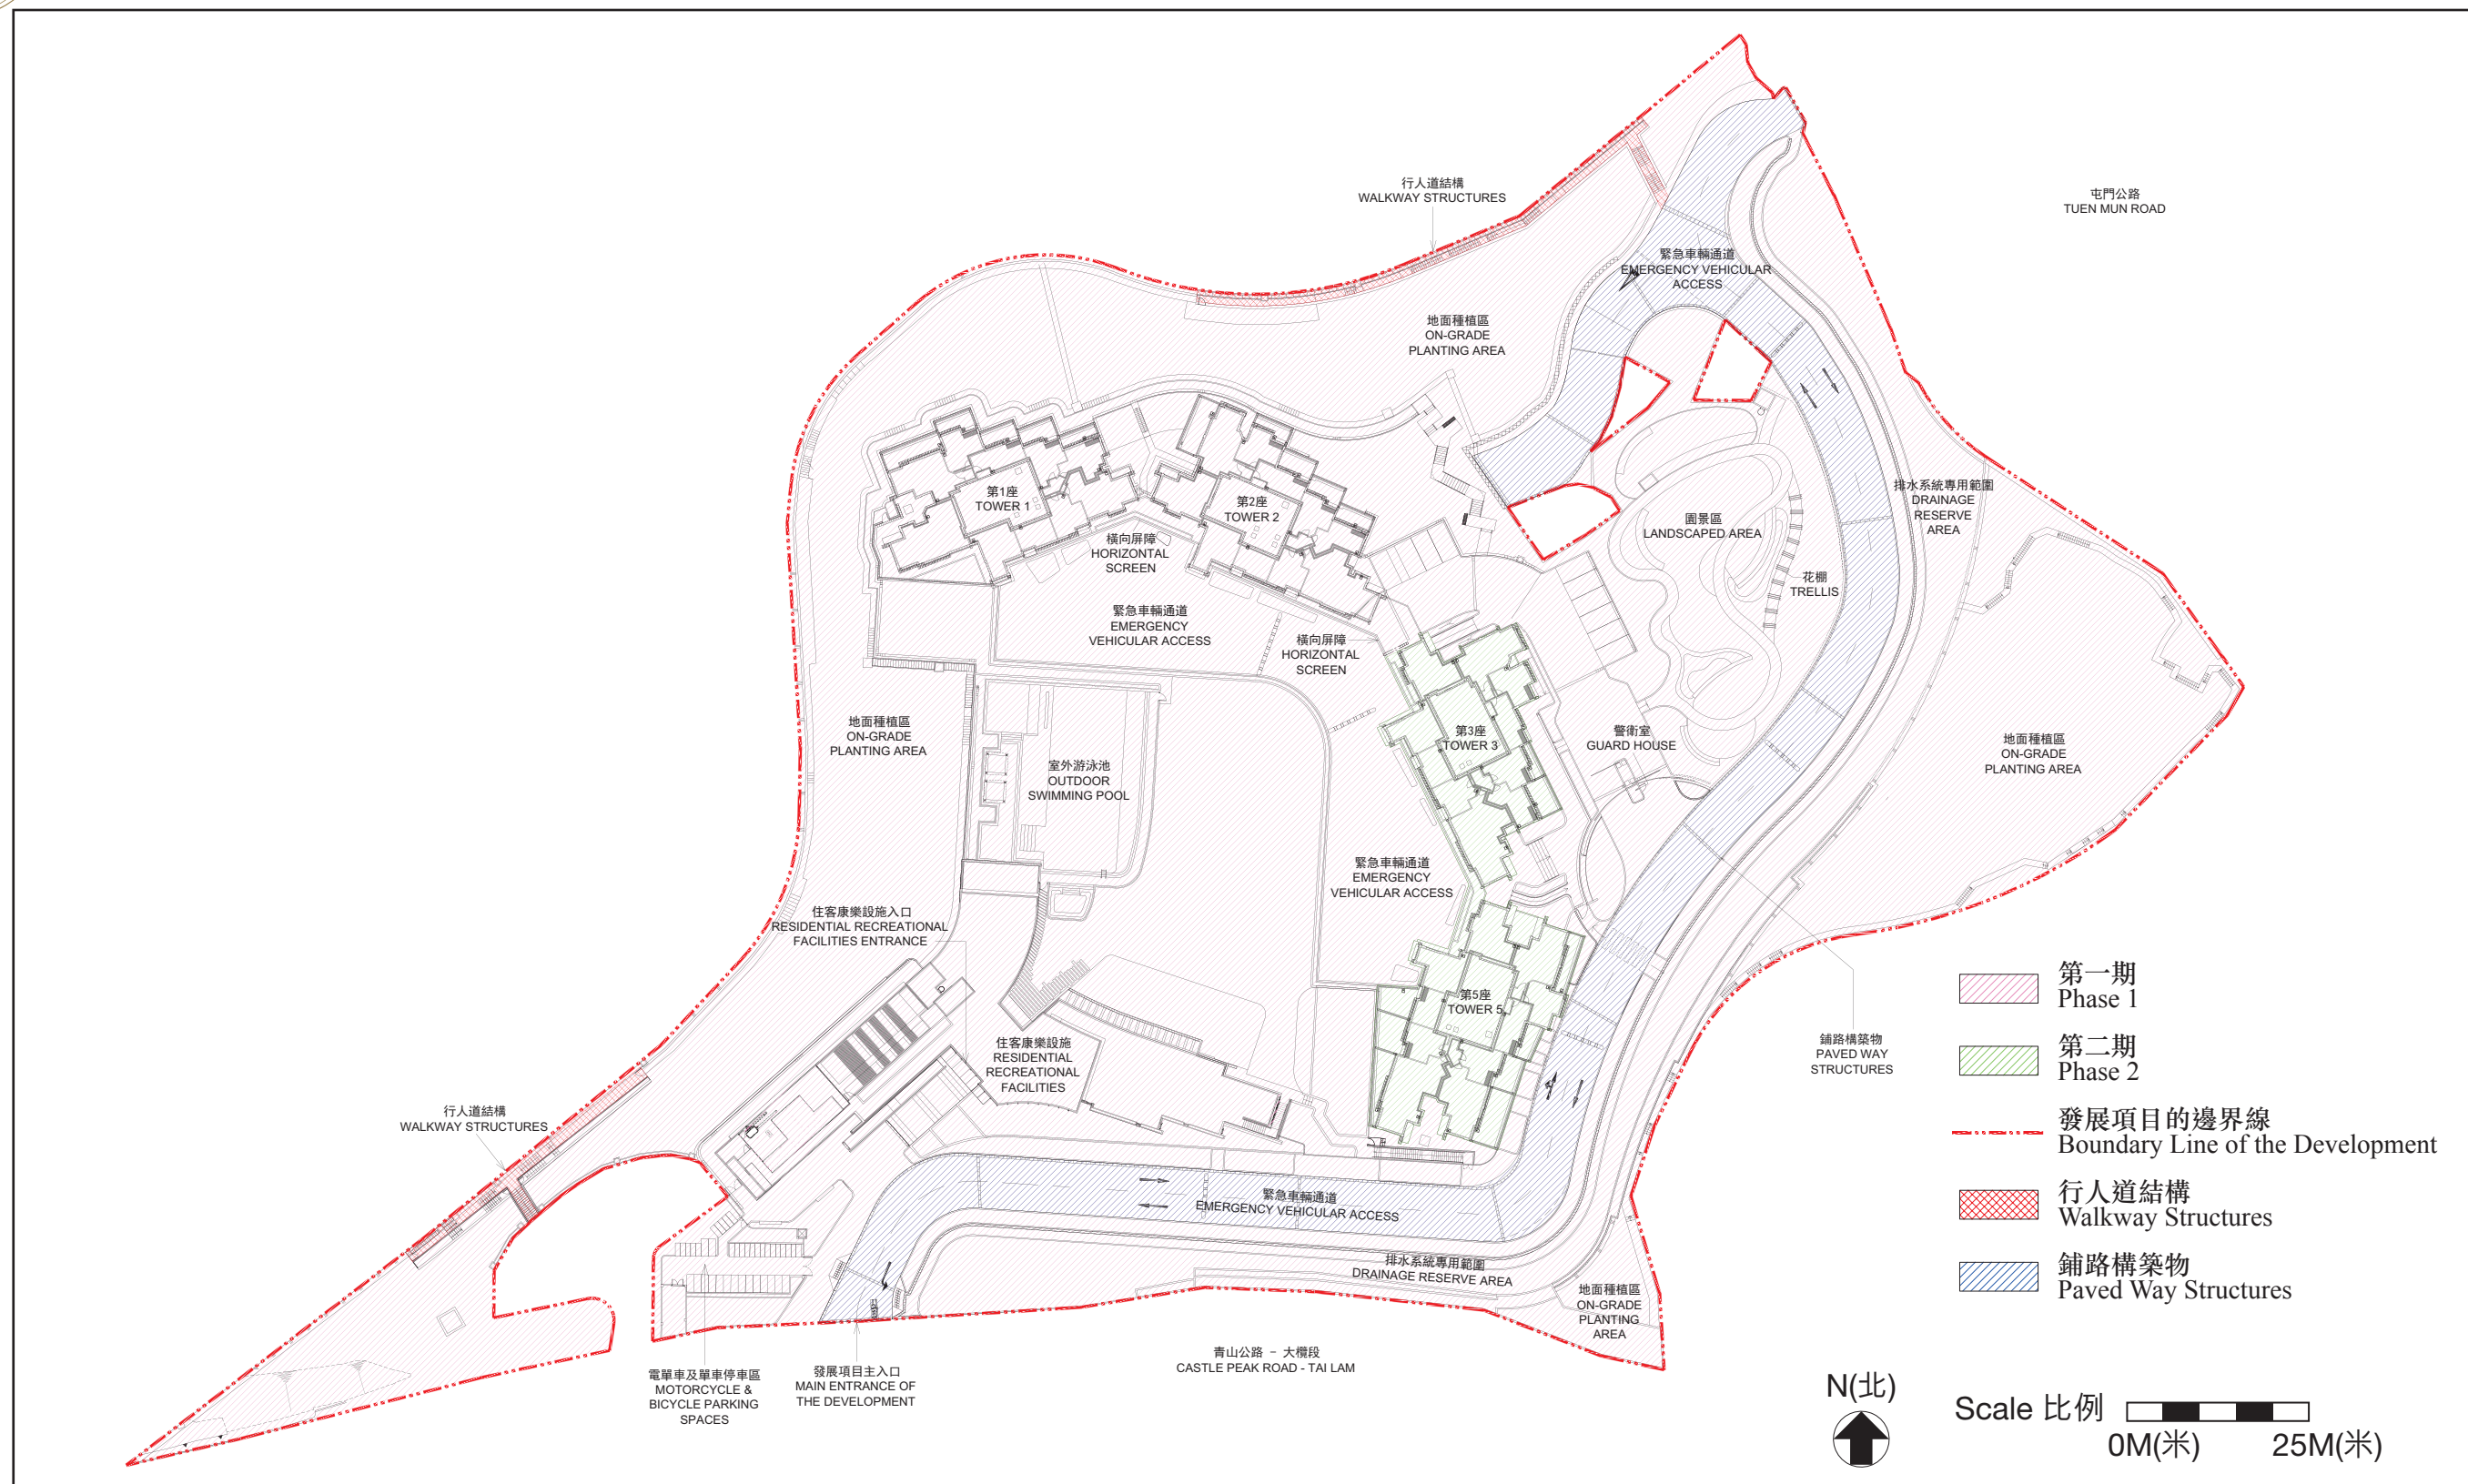 行人道結構
WALKWAY STRUCTURES
屯門公路
TUEN MUN ROAD
緊急車輛通道
EMERGENCY VEHICULAR
ACCESS
地面種植區
ON-GRADE
PLANTING AREA
第1座
TOWER 1
第2座
TOWER 2
橫向屏障
HORIZONTAL
SCREEN
園景區
LANDSCAPED AREA
排水系統專用範圍
DRAINAGE
RESERVE
AREA
花棚
TRELLIS
緊急車輛通道
EMERGENCY
VEHICULAR ACCESS
橫向屏障
HORIZONTAL
SCREEN
地面種植區
ON-GRADE
PLANTING AREA
室外游泳池
OUTDOOR
SWIMMING POOL
第3座
TOWER 3
警衛室
GUARD HOUSE
地面種植區
ON-GRADE
PLANTING AREA
緊急車輛通道
EMERGENCY
VEHICULAR ACCESS
住客康樂設施入口
RESIDENTIAL RECREATIONAL
FACILITIES ENTRANCE
第5座
TOWER 5
住客康樂設施
RESIDENTIAL
RECREATIONAL
FACILITIES
鋪路構築物
PAVED WAY
STRUCTURES
行人道結構
WALKWAY STRUCTURES
緊急車輛通道
EMERGENCY VEHICULAR ACCESS
排水系統專用範圍
DRAINAGE RESERVE AREA
地面種植區
ON-GRADE
PLANTING
AREA
青山公路 - 大欖段
CASTLE PEAK ROAD - TAI LAM
電單車及單車停車區
MOTORCYCLE &
BICYCLE PARKING
SPACES
發展項目主入口
MAIN ENTRANCE OF
THE DEVELOPMENT
第一期
Phase 1
第二期
Phase 2
發展項目的邊界線
Boundary Line of the Development
行人道結構
Walkway Structures
鋪路構築物
Paved Way Structures
N(北)
Scale 比例
0M(米) 25M(米)